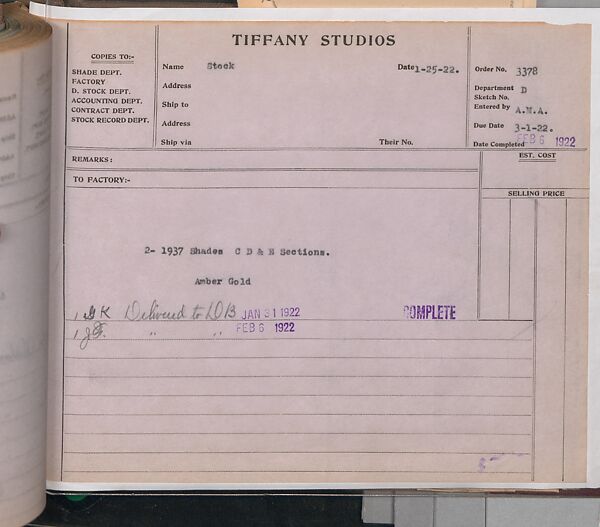 TIFFANY STUDIOS
COPIES TO:-
SHADE DEPT.
FACTORY
D. STOCK DEPT.
ACCOUNTING DEPT.
CONTRACT DEPT.
STOCK RECORD DEPT.
Name Stock
Date 1-25-22.
Address
Ship to
Address
Ship via
Their No.
Order No. 3378
Department D
Sketch No.
Entered by A.M.A.
Due Date 3-1-22.
Date Completed FEB 6 1922
REMARKS:
EST. COST
TO FACTORY:-
SELLING PRICE
2- 1937 Shades C D & E Sections.
Amber Gold
Delivered to JAN 31 1922 COMPLETE
" " FEB 6 1922